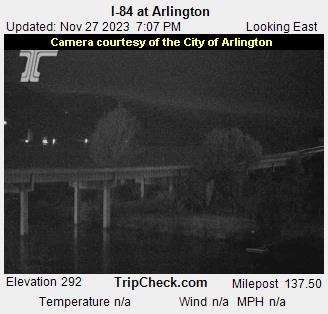 I-84 at Arlington
Updated: Nov 27 2023 7:07 PM Looking East
Camera courtesy of the City of Arlington
Elevation 292 TripCheck.com Milepost 137.50
Temperature n/a Wind n/a MPH n/a